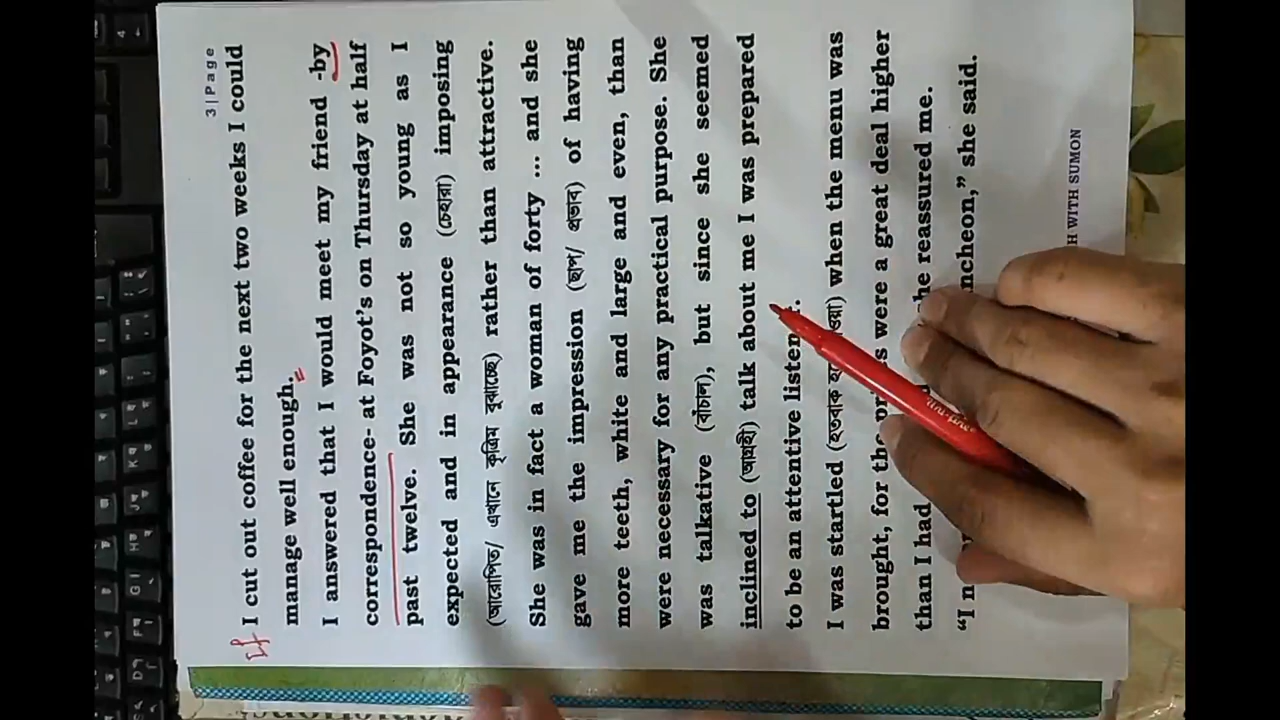 3|Page
I cut out coffee for the next two weeks I could
manage well enough.
I answered that I would meet my friend -by
correspondence- at Foyot's on Thursday at half
past twelve. She was not so young as I
expected and in appearance (চেহারা) imposing
(আরোপিত/ এখানে কৃত্রিম বুঝাচ্ছে) rather than attractive.
She was in fact a woman of forty ... and she
gave me the impression (ছাপ/ প্রভাব) of having
more teeth, white and large and even, than
were necessary for any practical purpose. She
was talkative (বাঁচাল), but since she seemed
inclined to (আগ্রহী) talk about me I was prepared
to be an attentive listener.
I was startled (হতবাক when the menu was
brought, for the were a great deal higher
than I had reassured me.
she said.
WITH SUMON